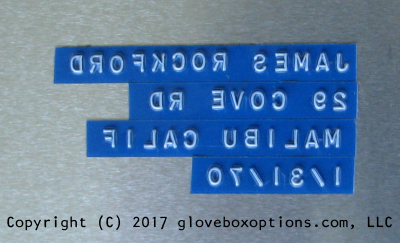 JAMES ROCKFORD
29 COVE RD
MALIBU CALIF
1/31/70
Copyright (C) 2017 gloveboxoptions.com, LLC